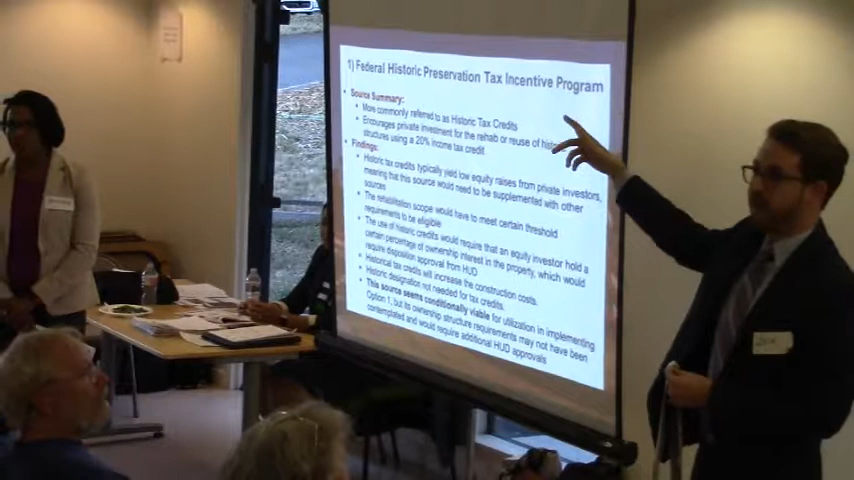 1) Federal Historic Preservation Tax Incentive Program
• Source Summary:
• More commonly referred to as Historic Tax Credits
• Encourages private investment for the rehab or reuse of
structures using a 20% income tax credit
• Findings:
• Historic tax credits typically yield low equity raises from private investors,
meaning that this source would need to be supplemented with other
sources
• The rehabilitation scope would have to meet certain threshold
requirements to be eligible
• The use of historic credits would require that an equity investor hold a
certain percentage of ownership interest in the property, which would
require disposition approval from HUD
• Historical tax credits will increase the construction costs.
• Historic designation not needed for tax credits.
• This source seems conditionally viable for utilization in implementing
Option 1, but its ownership structure requirements may not have been
contemplated and would require additional HUD approvals